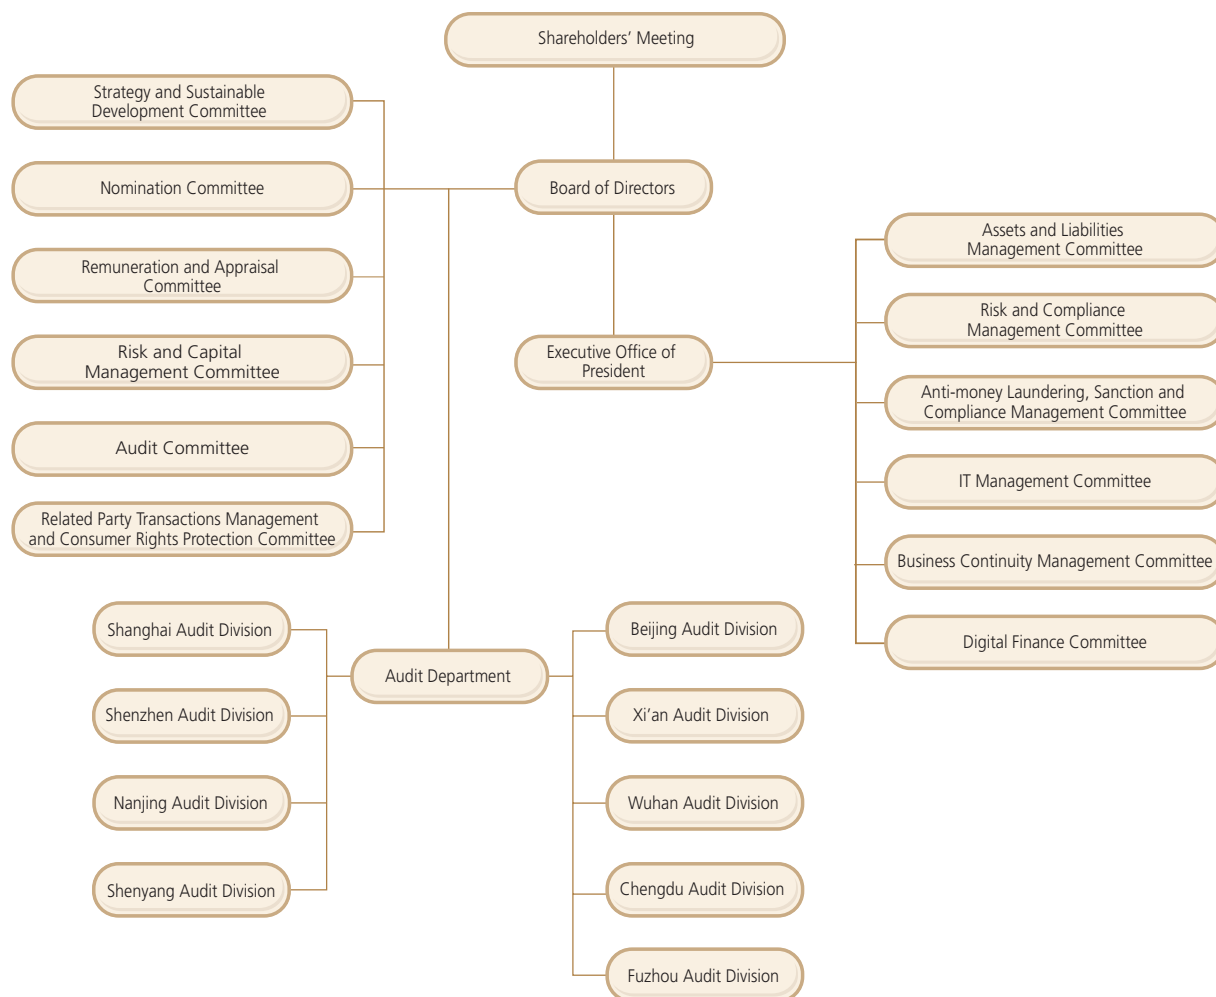 Shareholders’ Meeting
Strategy and Sustainable
Development Committee
Nomination Committee
Board of Directors
Remuneration and Appraisal
Committee
Risk and Capital
Management Committee
Audit Committee
Related Party Transactions Management
and Consumer Rights Protection Committee
Executive Office of
President
Assets and Liabilities
Management Committee
Risk and Compliance
Management Committee
Anti-money Laundering, Sanction and
Compliance Management Committee
IT Management Committee
Business Continuity Management Committee
Digital Finance Committee
Audit Department
Shanghai Audit Division
Shenzhen Audit Division
Nanjing Audit Division
Shenyang Audit Division
Beijing Audit Division
Xi’an Audit Division
Wuhan Audit Division
Chengdu Audit Division
Fuzhou Audit Division